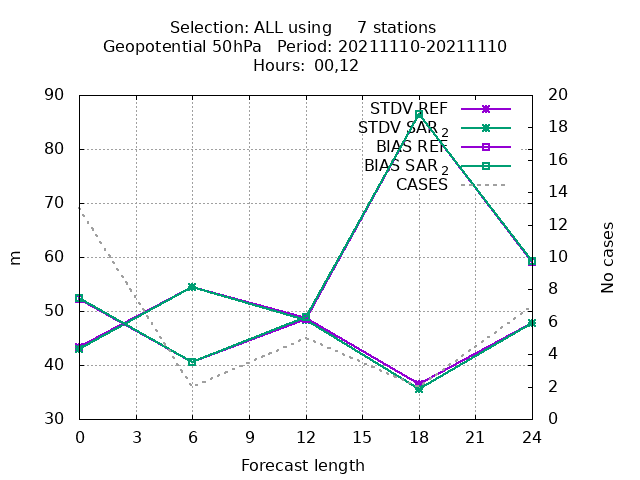 Selection: ALL using 7 stations
Geopotential 50hPa Period: 20211110-20211110
Hours: 00,12
90
80
70
60
50
40
30
m
20
18
16
14
12
10
8
6
4
2
0
No cases
STDV REF
STDV SAR2
BIAS REF
BIAS SAR2
CASES
0 3 6 9 12 15 18 21 24
Forecast length